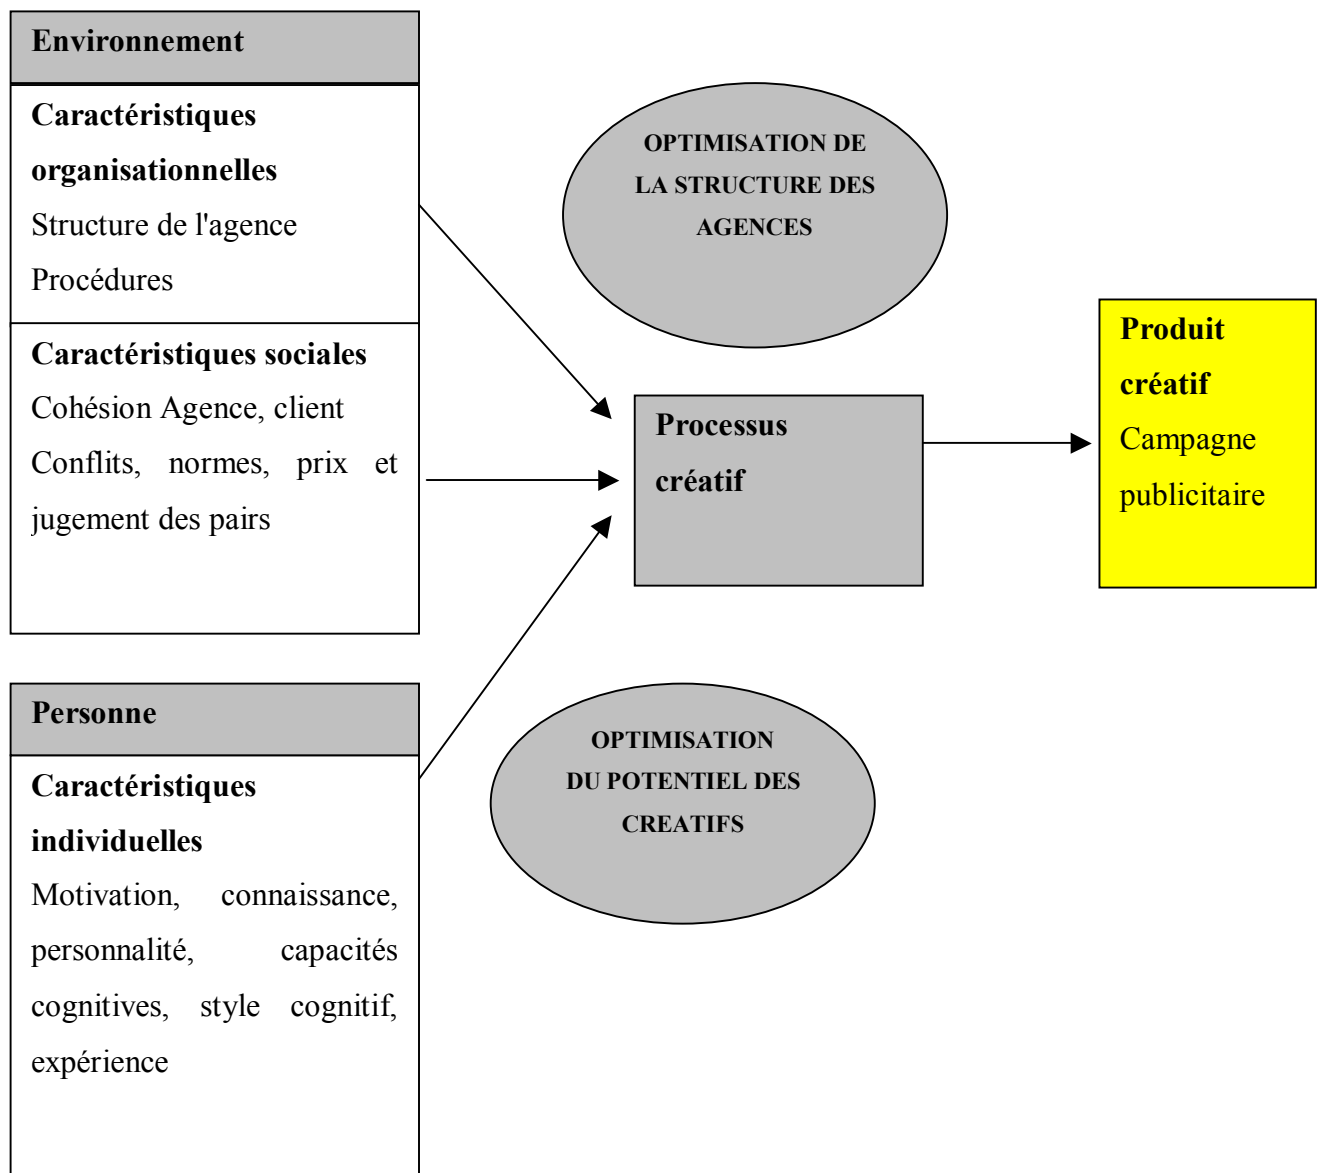 Environnement
Caractéristiques
organisationnelles
Structure de l'agence
Procédures
Caractéristiques sociales
Cohésion Agence, client
Conflits, normes, prix et
jugement des pairs
OPTIMISATION DE
LA STRUCTURE DES
AGENCES
Processus
créatif
Produit
créatif
Campagne
publicitaire
Personne
Caractéristiques
individuelles
Motivation, connaissance,
personnalité, capacités
cognitives, style cognitif,
expérience
OPTIMISATION
DU POTENTIEL DES
CREATIFS